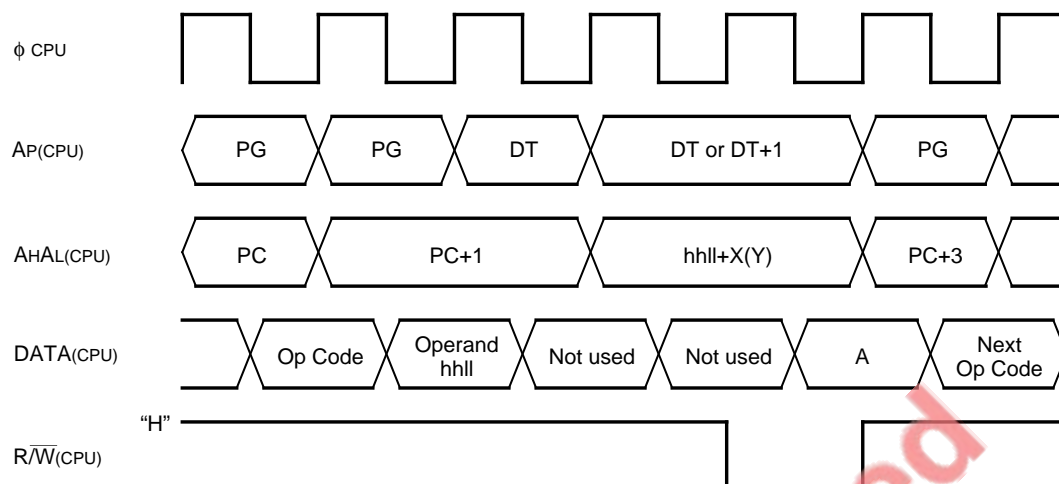 ϕ CPU
AP(CPU) PG PG DT DT or DT+1 PG
AHAL(CPU) PC PC+1 hhll+X(Y) PC+3
DATA(CPU) Op Code Operand hhll Not used Not used A Next Op Code
“H”
R/W̅(CPU)